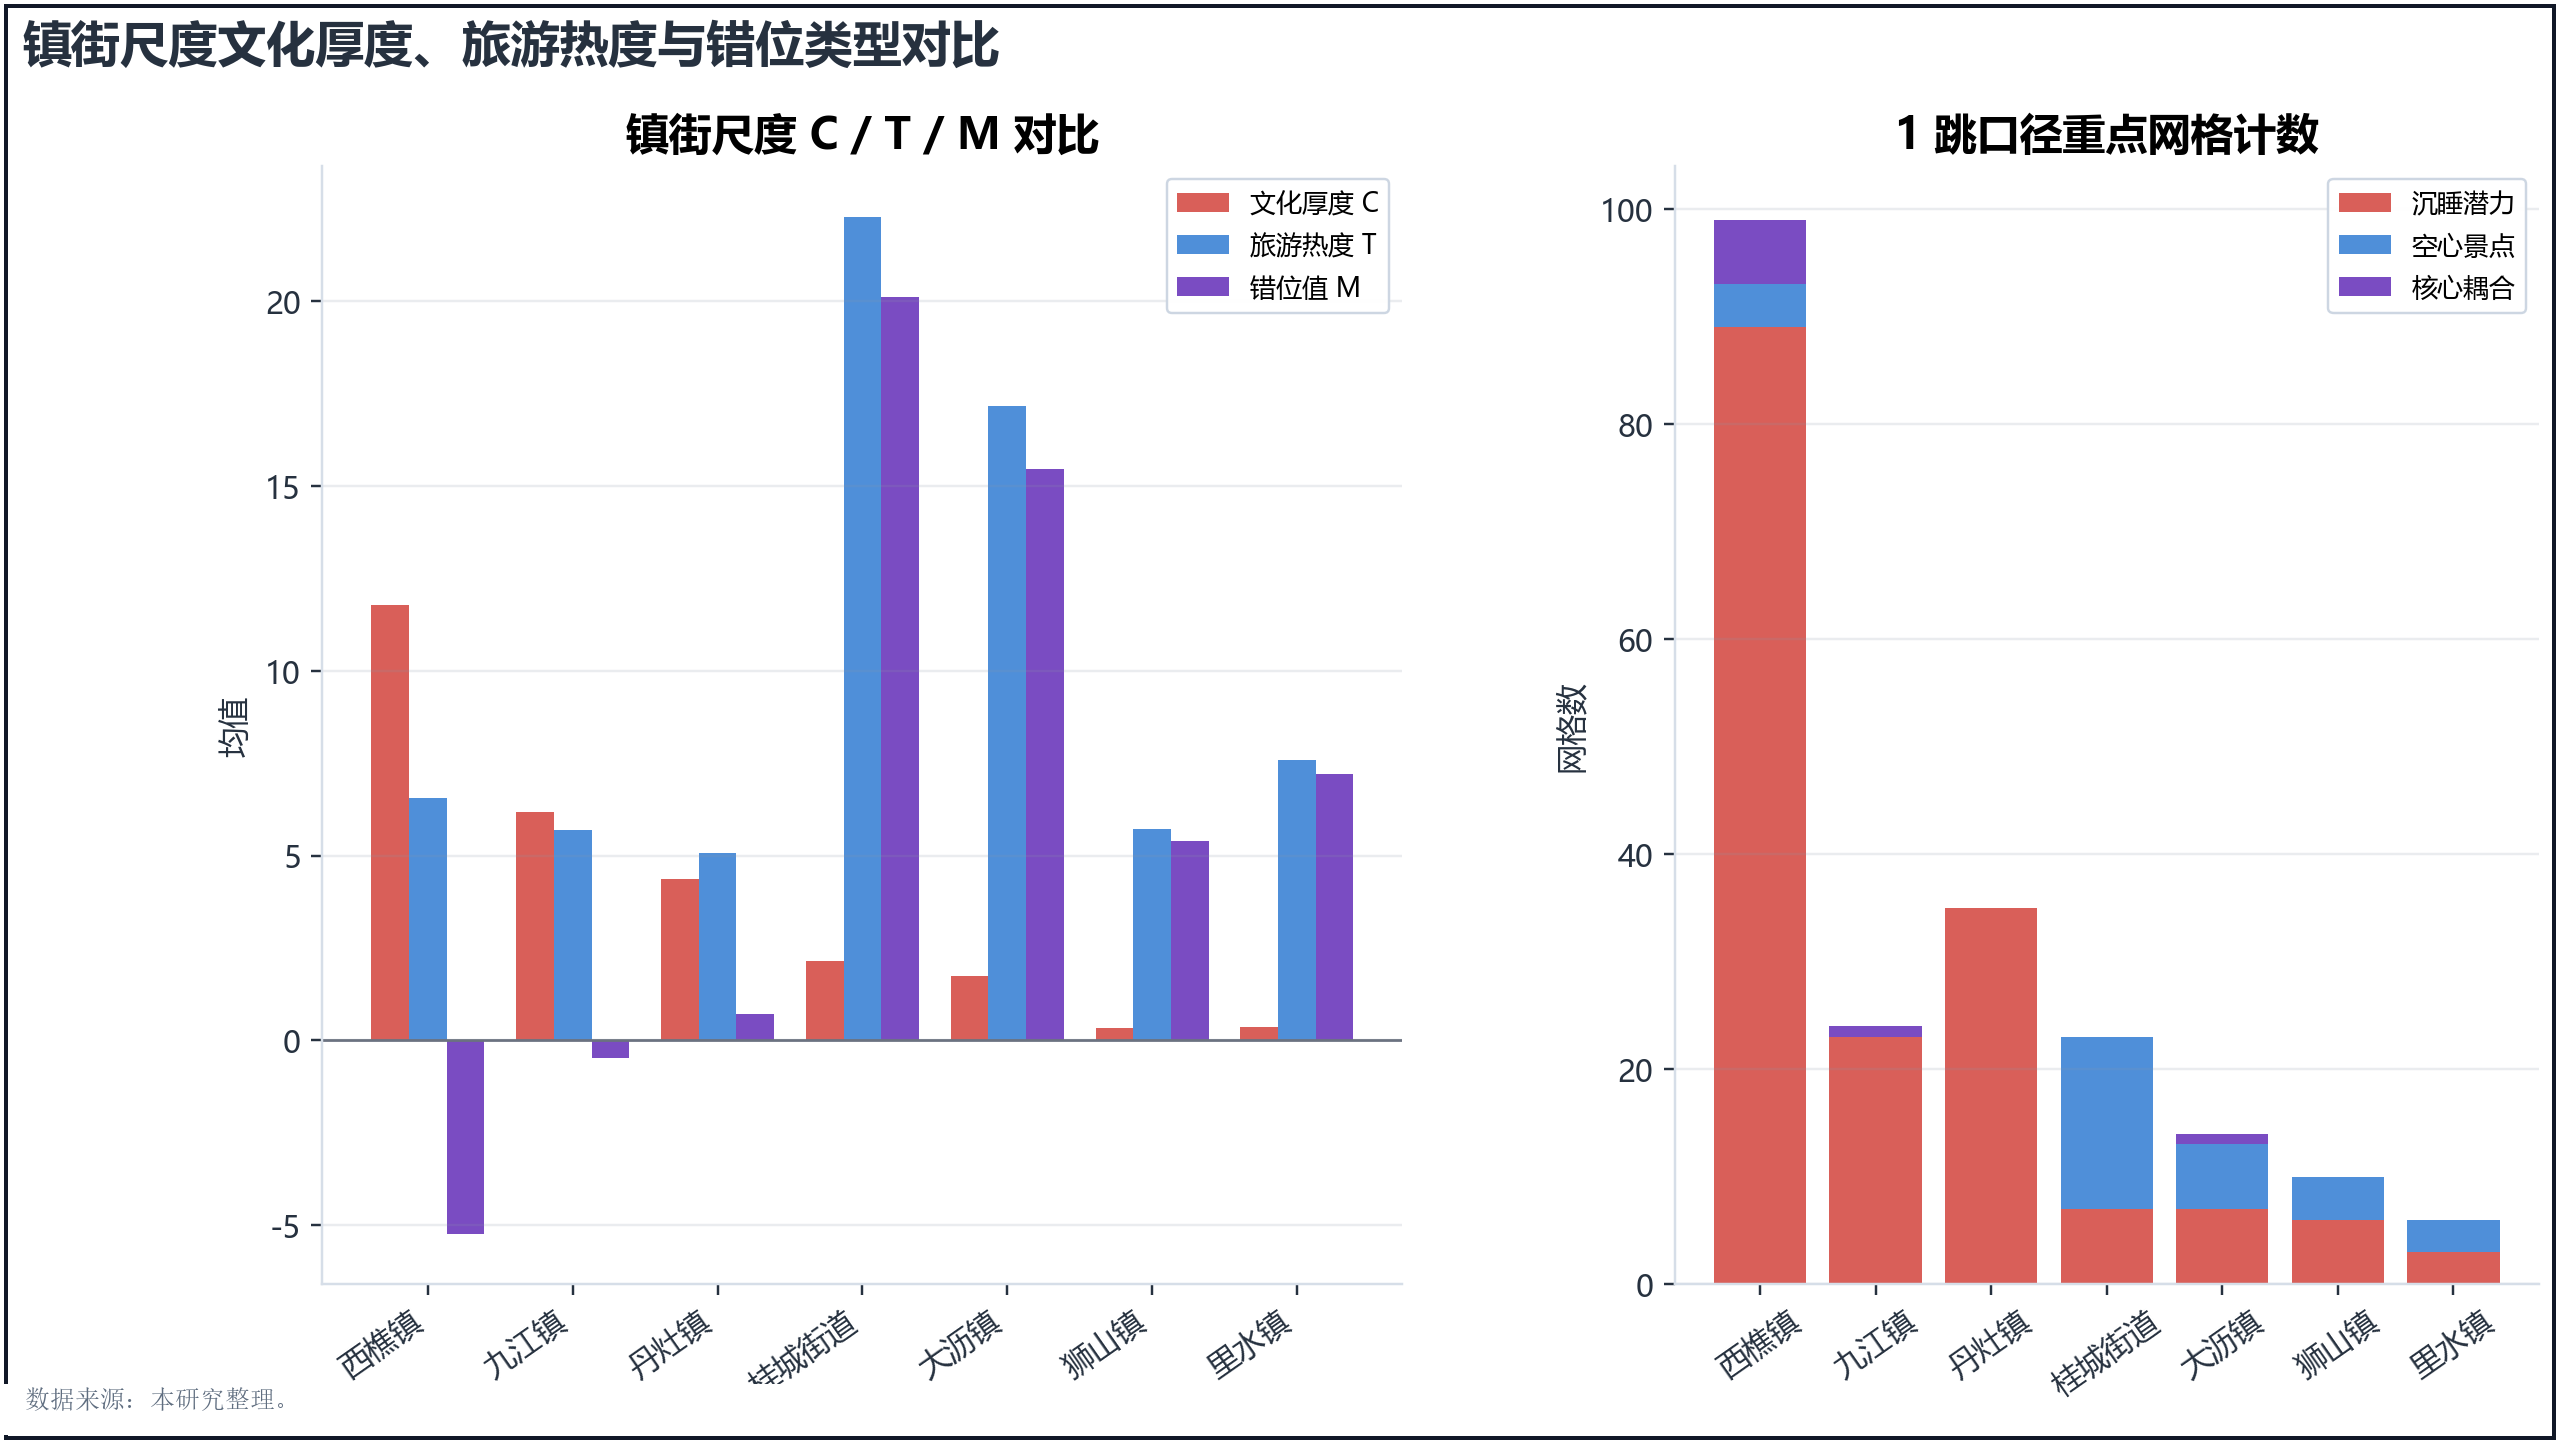 镇街尺度文化厚度、旅游热度与错位类型对比
镇街尺度 C / T / M 对比
文化厚度 C
旅游热度 T
错位值 M
均值
20
15
10
5
0
-5
西樵镇
九江镇
丹灶镇
桂城街道
大沥镇
狮山镇
里水镇
1 跳口径重点网格计数
沉睡潜力
空心景点
核心耦合
网格数
100
80
60
40
20
0
西樵镇
九江镇
丹灶镇
桂城街道
大沥镇
狮山镇
里水镇
数据来源：本研究整理。